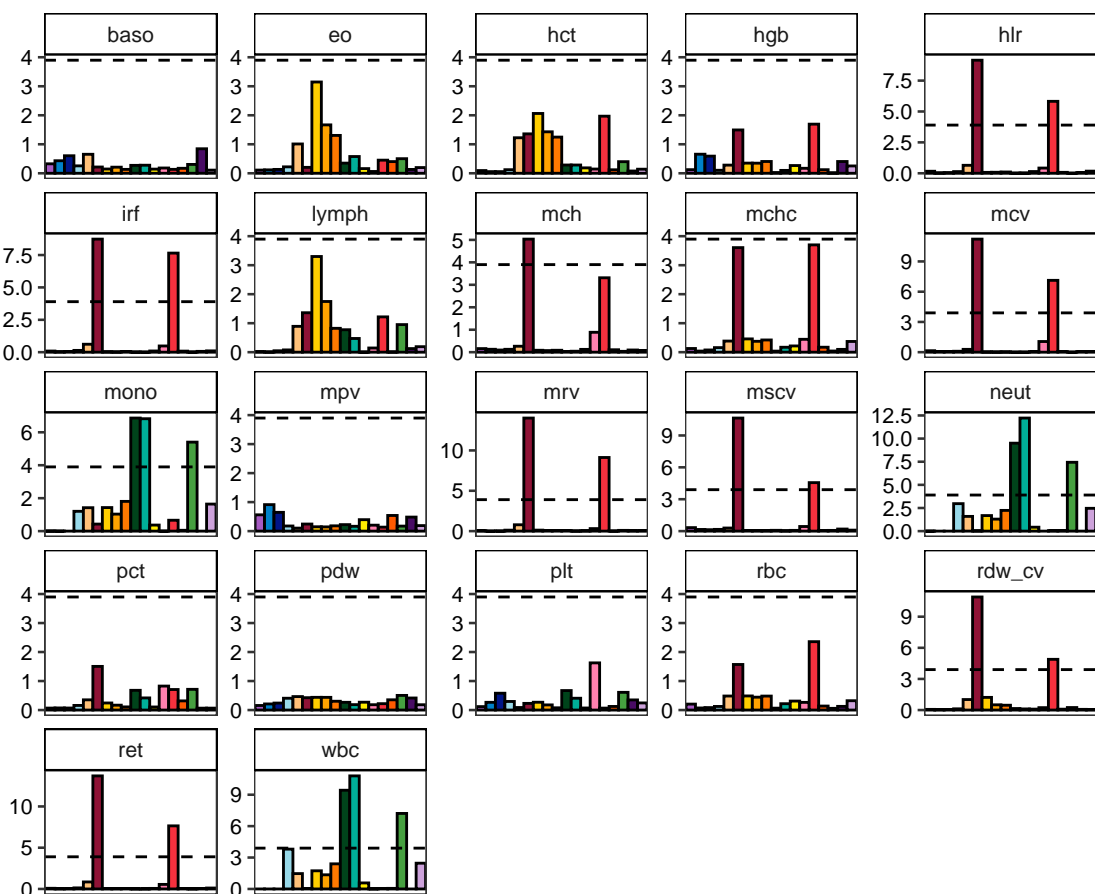 baso eo hct hgb hlr
4 4 4 4
3 3 3 3 7.5
2 2 2 2 5.0
1 1 1 1 2.5
0 0 0 0 0.0
irf lymph mch mchc mcv
7.5 4 5 4 9
5.0 3 4 3 6
2.5 2 3 2 3
0.0 1 2 1 0
0 1 0
0
mono mpv mrv mscv neut
6 4 10 9 12.5
4 3 5 6 10.0
2 2 0 3 7.5
0 1 0 5.0
0 2.5
0.0
pct pdw plt rbc rdw_cv
4 4 4 4 9
3 3 3 3 6
2 2 2 2 3
1 1 1 1 0
0 0 0 0
ret wbc
10 9
5 6
0 3
0